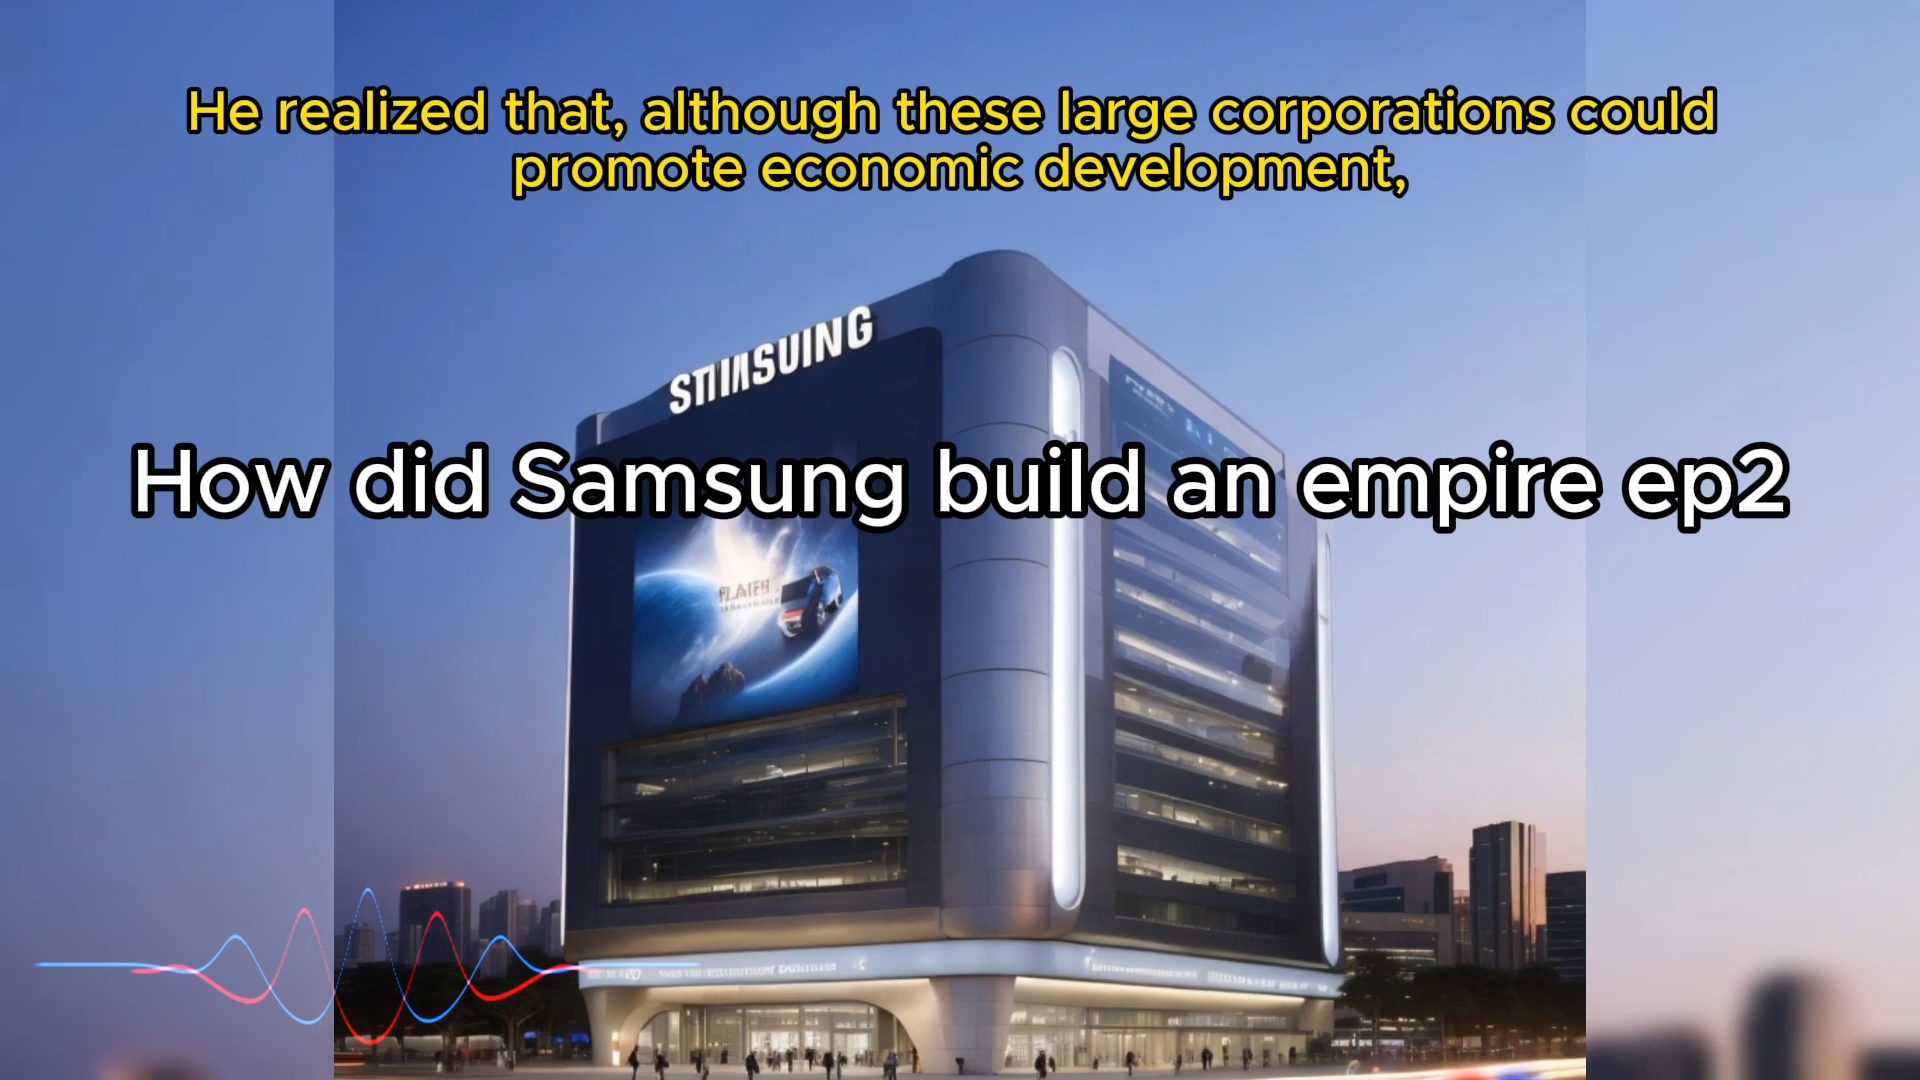 He realized that, although these large corporations could
promote economic development,
STIMSUING
How did Samsung build an empire ep2